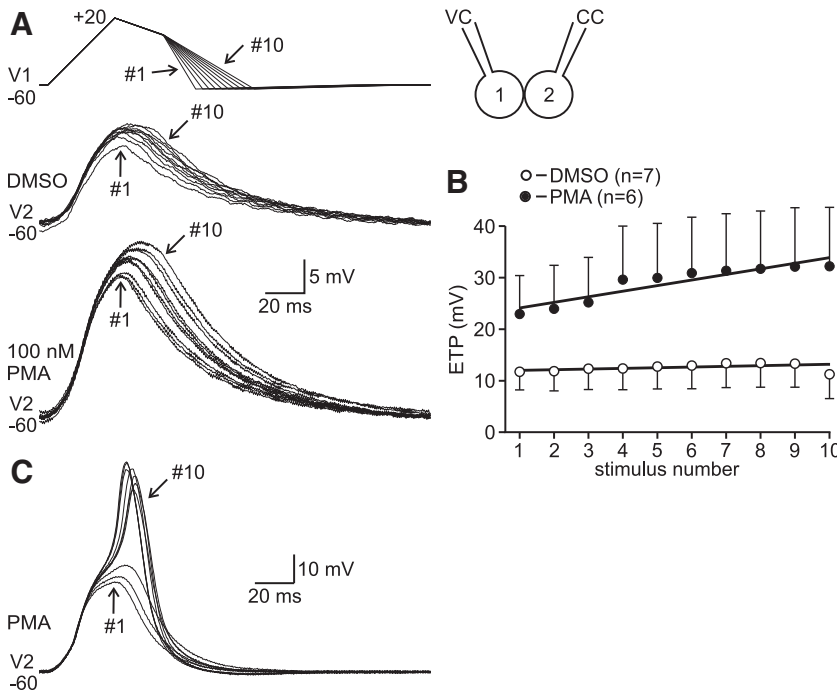 A
+20
#10
#1
V1
-60
VC
CC
1
2
#10
DMSO
#1
V2
-60
#10
5 mV
20 ms
#1
100 nM
PMA
V2
-60
B
DMSO (n=7)
PMA (n=6)
40
30
20
10
0
ETP (mV)
1 2 3 4 5 6 7 8 9 10
stimulus number
C
#10
10 mV
20 ms
#1
PMA
V2
-60